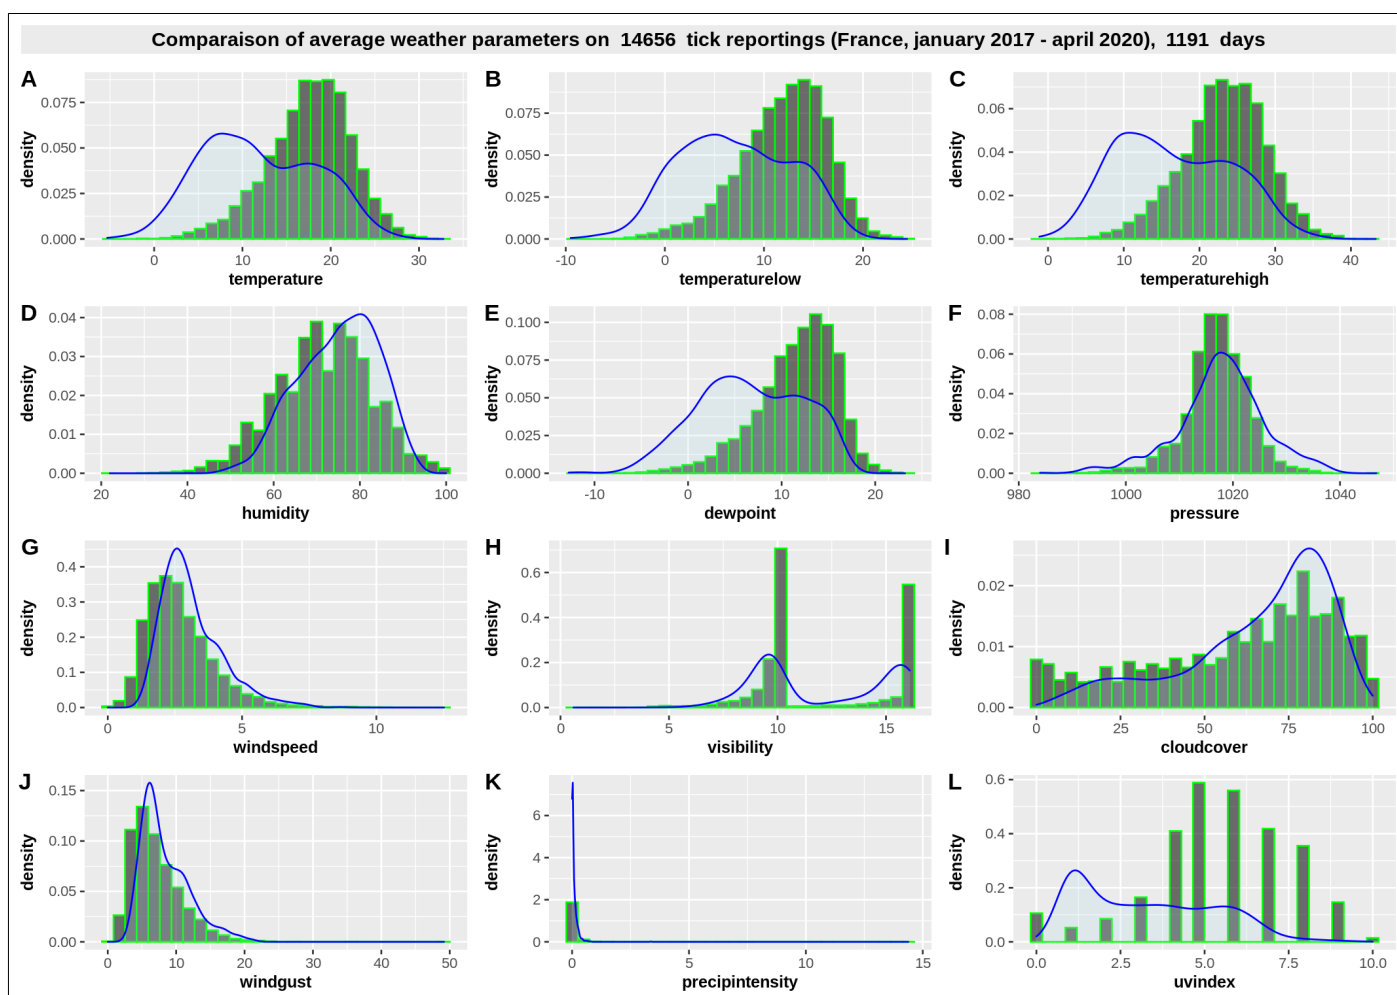 Comparaison of average weather parameters on  14656  tick reportings (France, january 2017 - april 2020),  1191  days
A
0.075
0.050
0.025
0.000
density
0 10 20 30
temperature
B
0.075
0.050
0.025
0.000
density
-10 0 10 20
temperaturelow
C
0.06
0.04
0.02
0.00
density
0 10 20 30 40
temperaturehigh
D
0.04
0.03
0.02
0.01
0.00
density
20 40 60 80 100
humidity
E
0.100
0.075
0.050
0.025
0.000
density
-10 0 10 20
dewpoint
F
0.08
0.06
0.04
0.02
0.00
density
980 1000 1020 1040
pressure
G
0.4
0.3
0.2
0.1
0.0
density
0 5 10
windspeed
H
0.6
0.4
0.2
0.0
density
0 5 10 15
visibility
I
0.02
0.01
0.00
density
0 25 50 75 100
cloudcover
J
0.15
0.10
0.05
0.00
density
0 10 20 30 40 50
windgust
K
6
4
2
0
density
0 5 10 15
precipintensity
L
0.6
0.4
0.2
0.0
density
0.0 2.5 5.0 7.5 10.0
uvindex